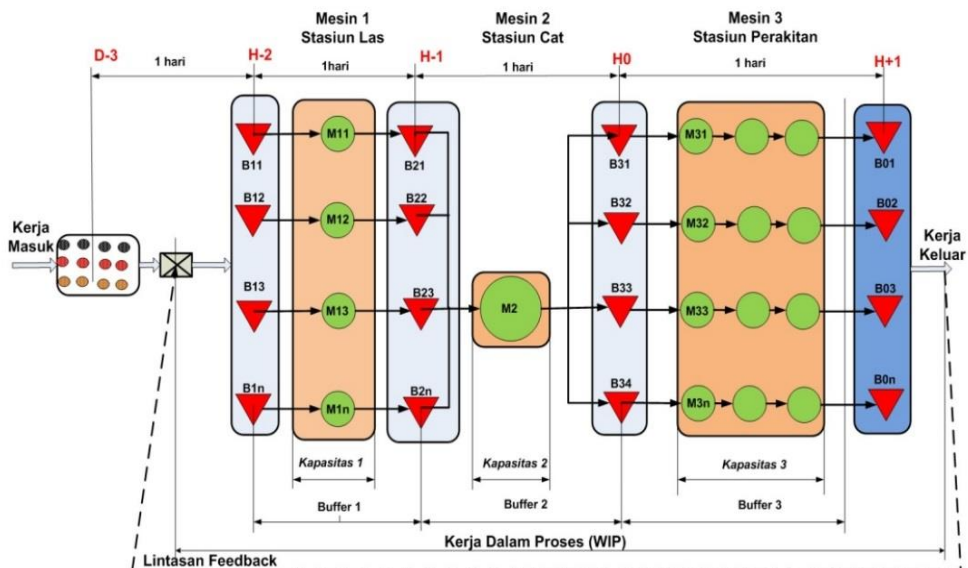 Mesin 1
Stasiun Las
Mesin 2
Stasiun Cat
Mesin 3
Stasiun Perakitan
D-3
1 hari
H-2
1hari
H-1
1 hari
H0
1 hari
H+1
M11
B11
B21
M31
B31
B01
B12
M12
B22
B32
M32
B02
Kerja
Masuk
Kerja
Keluar
B13
M13
B23
M2
B33
M33
B03
B1n
M1n
B2n
B34
M3n
B0n
Kapasitas 1
Kapasitas 2
Kapasitas 3
Buffer 1
Buffer 2
Buffer 3
Kerja Dalam Proses (WIP)
Lintasan Feedback